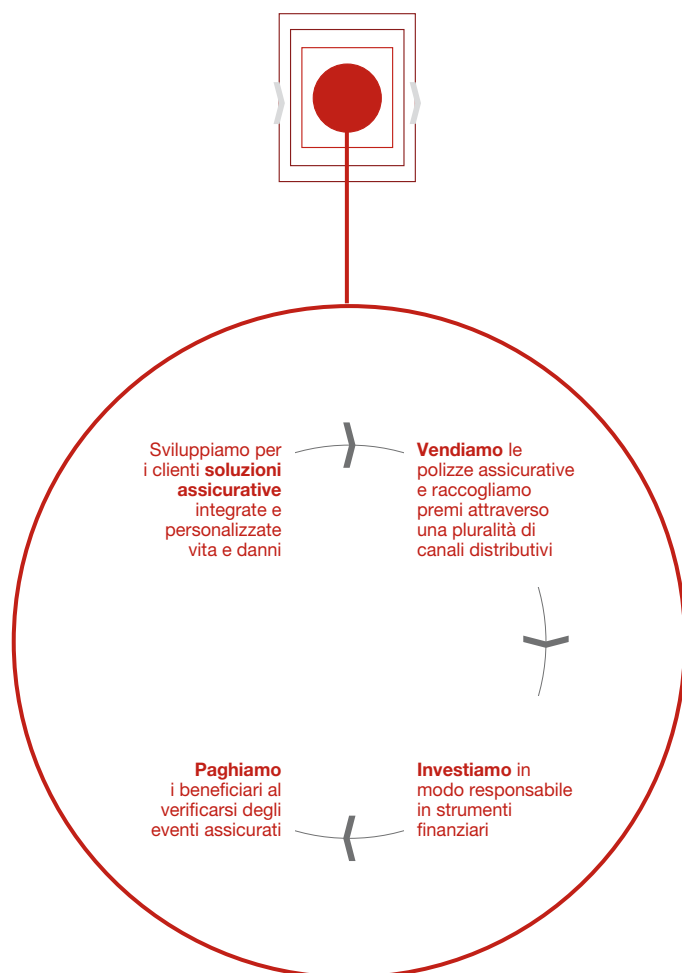 Sviluppiamo per
i clienti soluzioni
assicurative
integrate e
personalizzate
vita e danni
Vendiamo le
polizze assicurative
e raccogliamo
premi attraverso
una pluralità di
canali distributivi
Paghiamo
i beneficiari al
verificarsi degli
eventi assicurati
Investiamo in
modo responsabile
in strumenti
finanziari